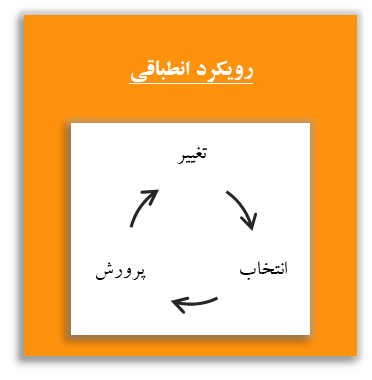 رویکرد انطباقی
تغییر
انتخاب
پرورش